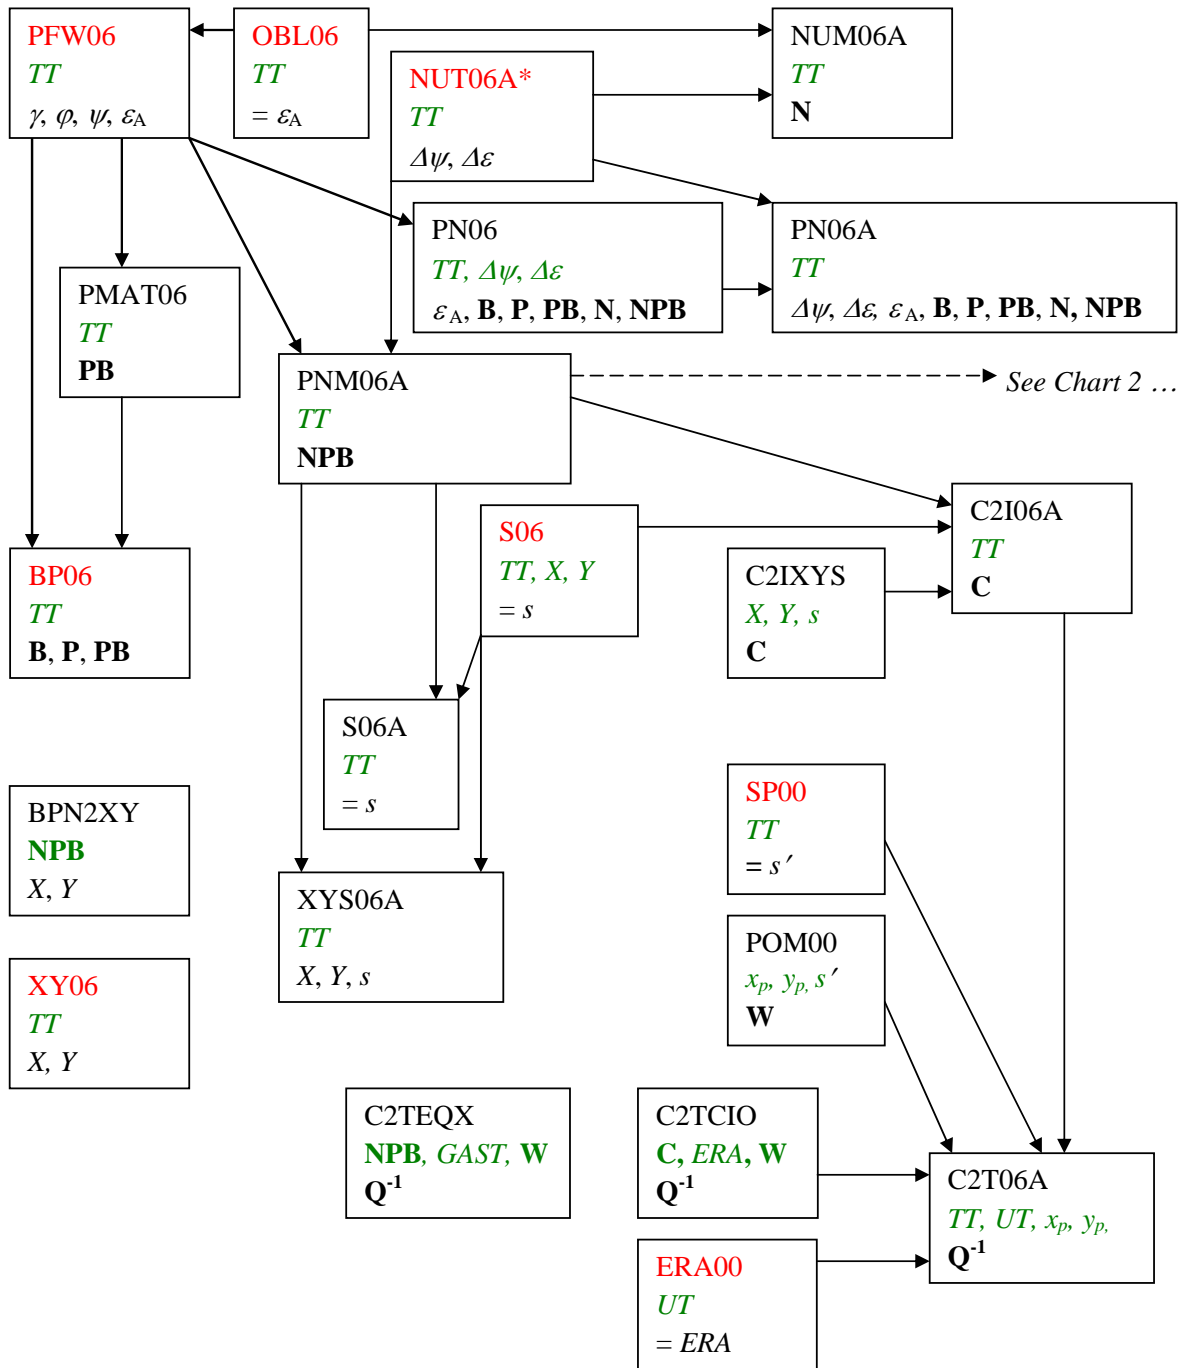 PFW06
TT
γ, φ, ψ, εA
OBL06
TT
= εA
NUT06A*
TT
Δψ, Δε
NUM06A
TT
N
PN06
TT, Δψ, Δε
εA, B, P, PB, N, NPB
PN06A
TT
Δψ, Δε, εA, B, P, PB, N, NPB
PMAT06
TT
PB
PNM06A
TT
NPB
See Chart 2 …
S06
TT, X, Y
= s
C2I06A
TT
C
C2IXYS
X, Y, s
C
BP06
TT
B, P, PB
S06A
TT
= s
SP00
TT
= s′
BPN2XY
NPB
X, Y
XYS06A
TT
X, Y, s
POM00
xp, yp, s′
W
XY06
TT
X, Y
C2TEQX
NPB, GAST, W
Q-1
C2TCIO
C, ERA, W
Q-1
C2T06A
TT, UT, xp, yp,
Q-1
ERA00
UT
= ERA